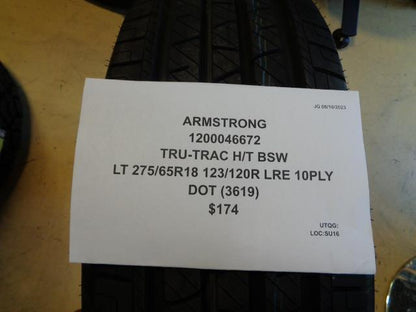 JG 08/16/2023
ARMSTRONG
1200046672
TRU-TRAC H/T BSW
LT 275/65R18 123/120R LRE 10PLY
DOT (3619)
$174
UTQG:
LOC:SU16